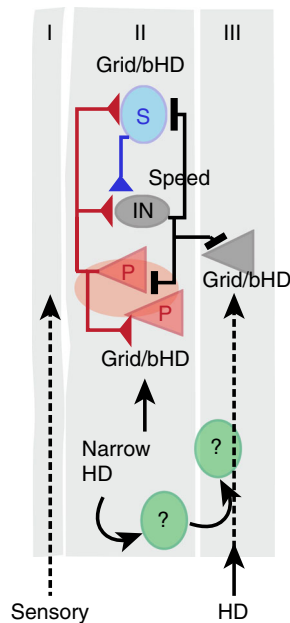 I II III
Grid/bHD
S
Speed
IN
P
Grid/bHD
P
Grid/bHD
Narrow
HD
?
?
Sensory HD